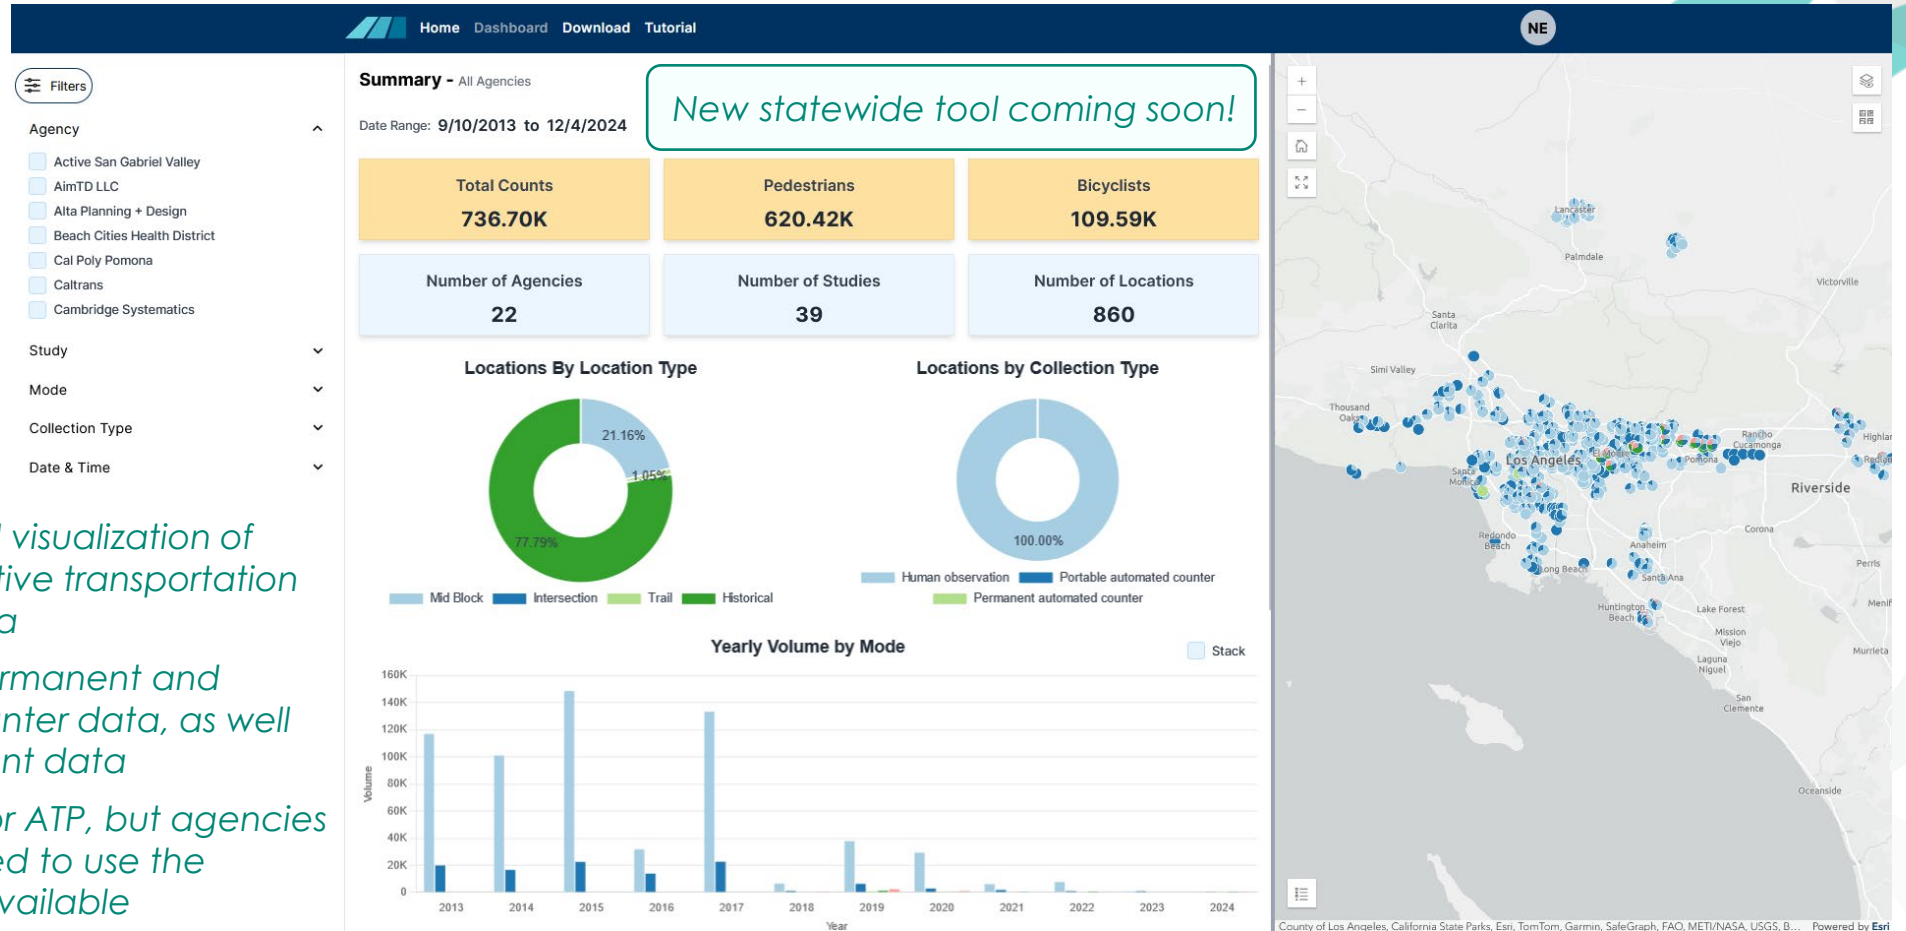 Home Dashboard Download Tutorial
NE
Filters
Agency
Active San Gabriel Valley
AimTD LLC
Alta Planning + Design
Beach Cities Health District
Cal Poly Pomona
Caltrans
Cambridge Systematics
Study
Mode
Collection Type
Date & Time
visualization of
tive transportation
a
rmanent and
nter data, as well
nt data
or ATP, but agencies
ed to use the
vailable
Summary - All Agencies
Date Range: 9/10/2013 to 12/4/2024
New statewide tool coming soon!
Total Counts
736.70K
Pedestrians
620.42K
Bicyclists
109.59K
Number of Agencies
22
Number of Studies
39
Number of Locations
860
Locations By Location Type
21.16%
1.05%
77.79%
Mid Block Intersection Trail Historical
Locations by Collection Type
100.00%
Human observation Portable automated counter
Permanent automated counter
Yearly Volume by Mode
Stack
Volume
160K
140K
120K
100K
80K
60K
40K
20K
0
2013 2014 2015 2016 2017 2018 2019 2020 2021 2022 2023 2024
Year
Lancaster
Palmdale
Victorville
Santa
Clarita
Simi Valley
Thousand
Oaks
Rancho
Cucamonga
Highlan
Los Angeles
El Monte
Pomona
Redlan
Santa
Monica
Riverside
Redondo
Beach
Corona
Anaheim
Perris
Long Beach
Santa Ana
Huntington
Beach
Lake Forest
Menif
Mission
Viejo
Murrieta
Laguna
Niguel
San
Clemente
Oceanside
County of Los Angeles, California State Parks, Esri, TomTom, Garmin, SafeGraph, FAO, METI/NASA, USGS, B... Powered by Esri